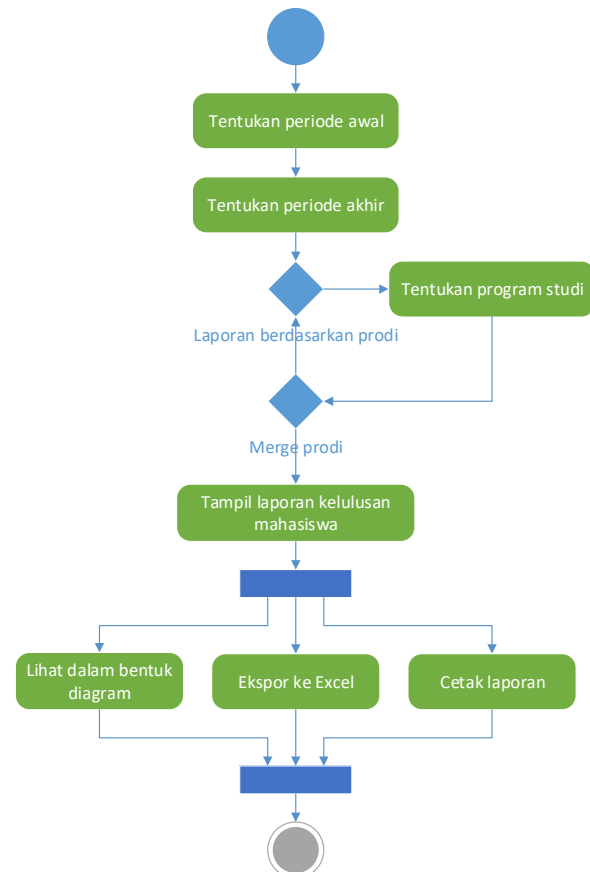 Tentukan periode awal
Tentukan periode akhir
Tentukan program studi
Laporan berdasarkan prodi
Merge prodi
Tampil laporan kelulusan
mahasiswa
Lihat dalam bentuk
diagram
Ekspor ke Excel
Cetak laporan